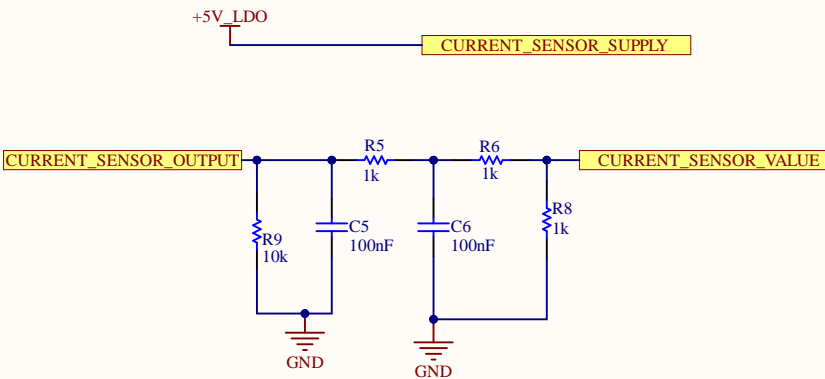 +5V_LDO
CURRENT_SENSOR_SUPPLY
CURRENT_SENSOR_OUTPUT
R5
1k
R6
1k
CURRENT_SENSOR_VALUE
R9
10k
C5
100nF
C6
100nF
R8
1k
GND
GND